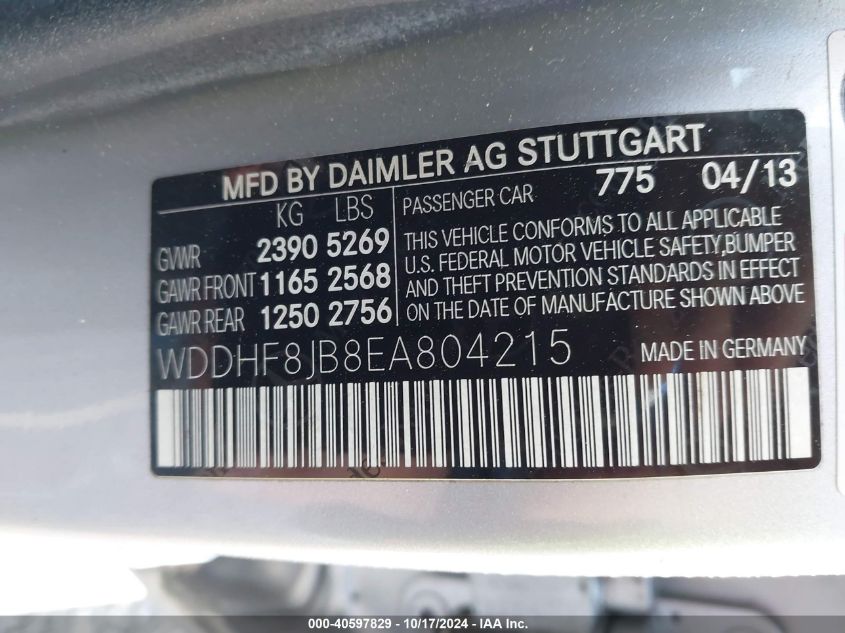 MFD BY DAIMLER AG STUTTGART
KG LBS
GVWR 2390 5269
GAWR FRONT 1165 2568
GAWR REAR 1250 2756
PASSENGER CAR 775 04/13
THIS VEHICLE CONFORMS TO ALL APPLICABLE
U.S. FEDERAL MOTOR VEHICLE SAFETY,BUMPER
AND THEFT PREVENTION STANDARDS IN EFFECT
ON THE DATE OF MANUFACTURE SHOWN ABOVE
WDDHF8JB8EA804215 MADE IN GERMANY
000-40597829 - 10/17/2024 - IAA Inc.